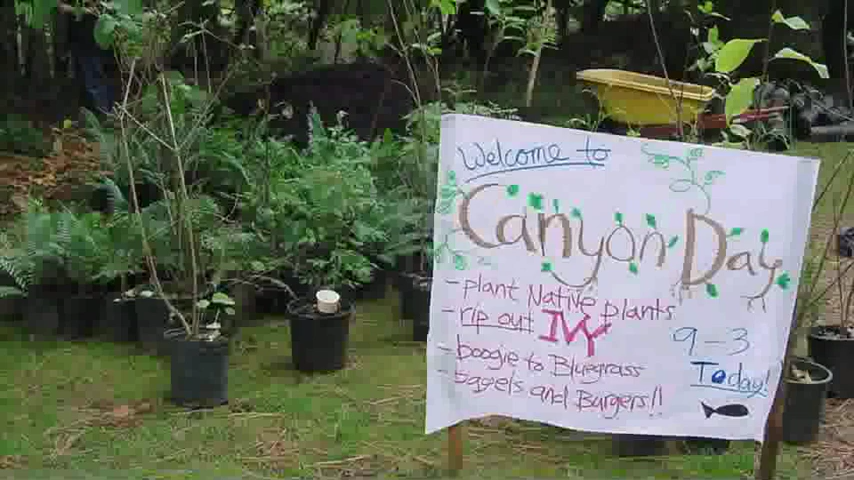 Welcome to
Canyon Day
- plant Native plants
- rip out IVY
- boogie to Bluegrass
- bagels and Burgers!!
9-3
Today!